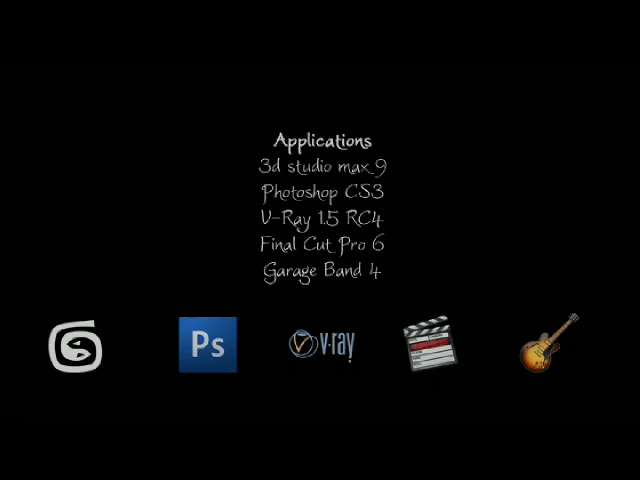 Applications
3d studio max 9
Photoshop CS3
V-Ray 1.5 RC4
Final Cut Pro 6
Garage Band 4
Ps
v·ray